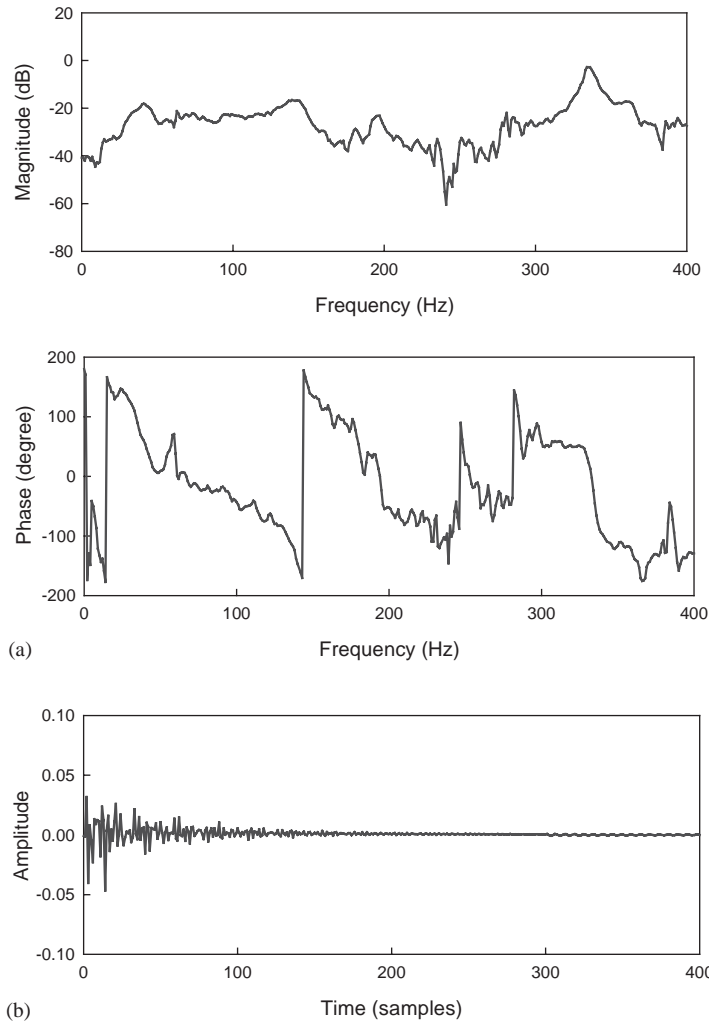 20
0
-20
-40
-60
-80
Magnitude (dB)
0 100 200 300 400
Frequency (Hz)
200
100
0
-100
-200
Phase (degree)
0 100 200 300 400
(a)
Frequency (Hz)
0.10
0.05
0.00
-0.05
-0.10
Amplitude
0 100 200 300 400
(b)
Time (samples)